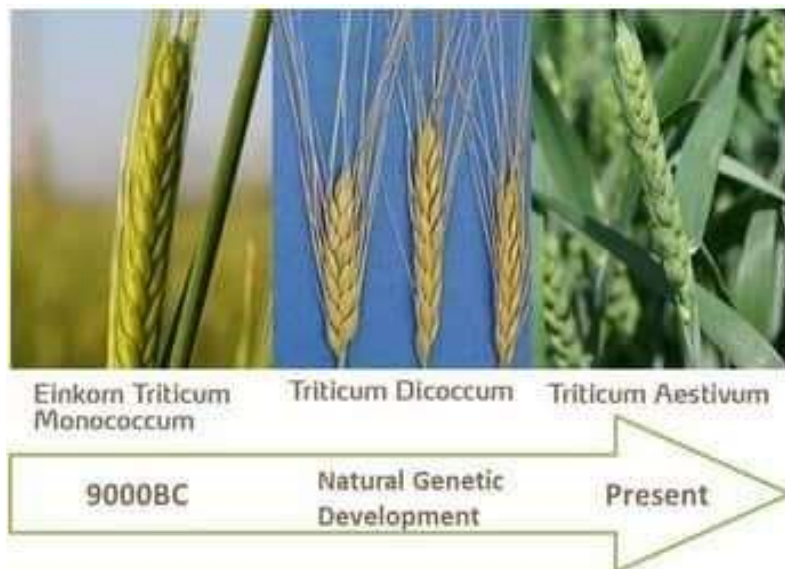 Einkorn Triticum
Monococcum
Triticum Dicoccum
Triticum Aestivum
9000BC
Natural Genetic
Development
Present